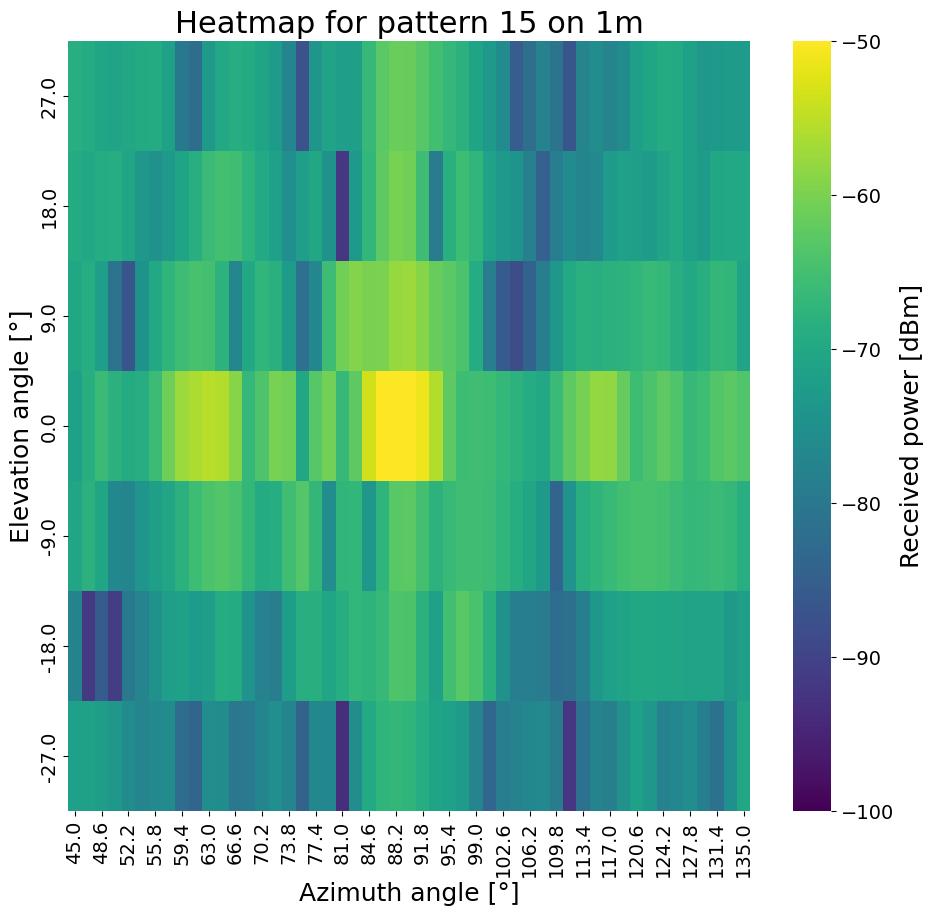 Heatmap for pattern 15 on 1m
Elevation angle [°]
27.0
18.0
9.0
0.0
-9.0
-18.0
-27.0
45.0 48.6 52.2 55.8 59.4 63.0 66.6 70.2 73.8 77.4 81.0 84.6 88.2 91.8 95.4 99.0 102.6 106.2 109.8 113.4 117.0 120.6 124.2 127.8 131.4 135.0
Azimuth angle [°]
−50
−60
−70
−80
−90
−100
Received power [dBm]